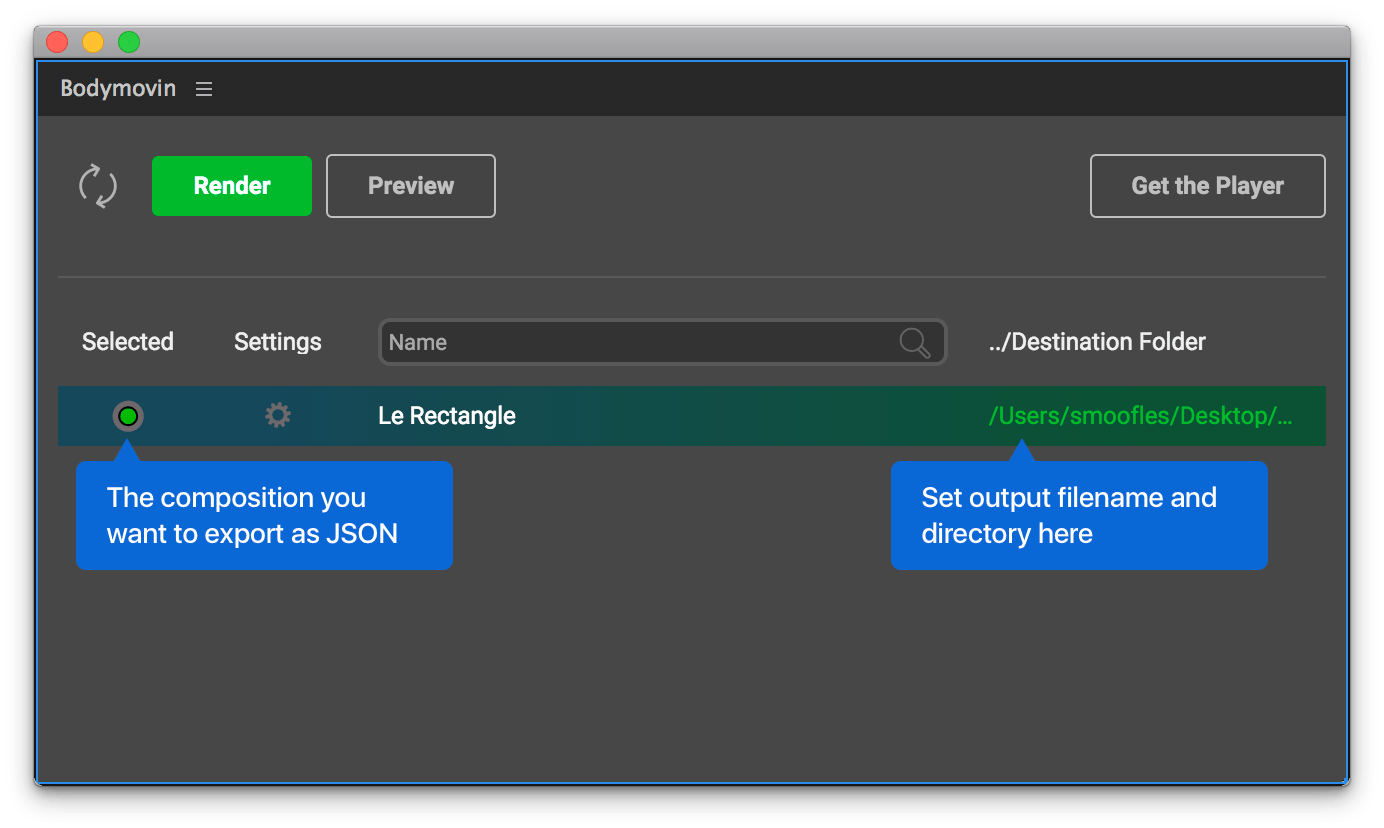 Bodymovin
Render
Preview
Get the Player
Selected
Settings
Name
../Destination Folder
Le Rectangle
/Users/smoofles/Desktop/...
The composition you
want to export as JSON
Set output filename and
directory here